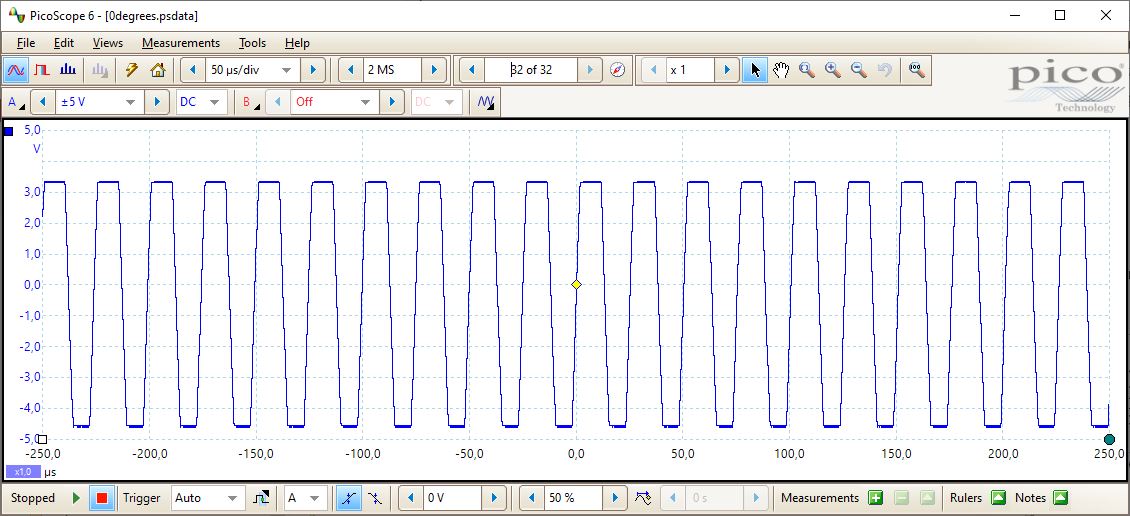 PicoScope 6 - [0degrees.psdata]
File Edit Views Measurements Tools Help
50 µs/div 2 MS 32 of 32 x 1
pico
Technology
A ±5 V DC B Off DC
5,0
V
3,0
2,0
1,0
0,0
-1,0
-2,0
-3,0
-4,0
-5,0
-250,0 -200,0 -150,0 -100,0 -50,0 0,0 50,0 100,0 150,0 200,0 250,0
x1,0 µs
Stopped Trigger Auto A 0 V 50 % 0 s Measurements Rulers Notes